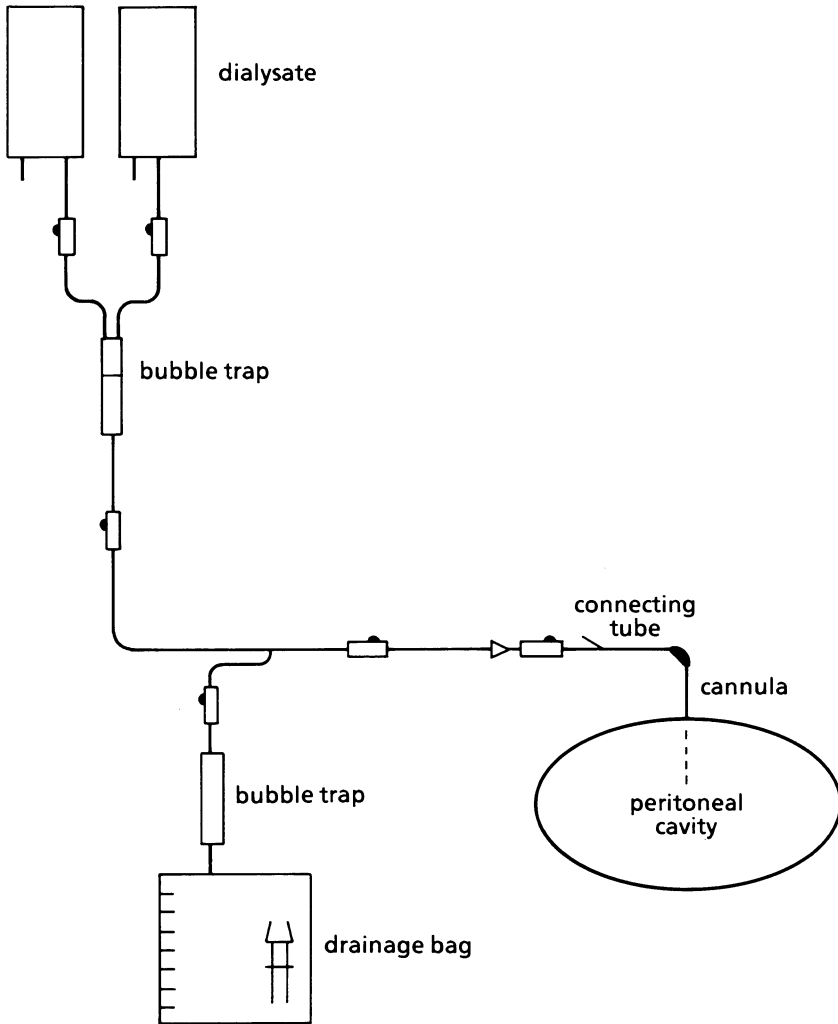 dialysate
bubble trap
connecting
tube
cannula
bubble trap
peritoneal
cavity
drainage bag